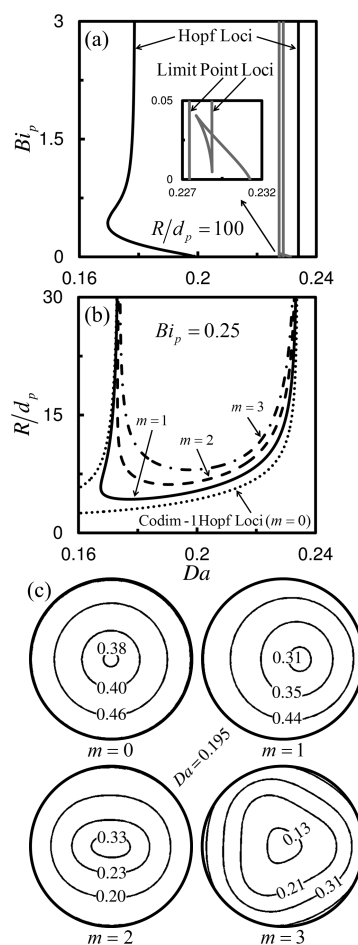 (a)
Hopf Loci
Limit Point Loci
0.05
0
0.227
0.232
R/d_p = 100
3
1.5
0
Bi_p
0.16
0.2
0.24
(b)
Bi_p = 0.25
30
15
0
R/d_p
m = 3
m = 1
m = 2
Codim-1Hopf Loci (m = 0)
0.16
0.2
0.24
Da
(c)
0.38
0.40
0.46
m = 0
0.31
0.35
0.44
m = 1
Da = 0.195
0.33
0.23
0.20
m = 2
0.13
0.21
0.31
m = 3